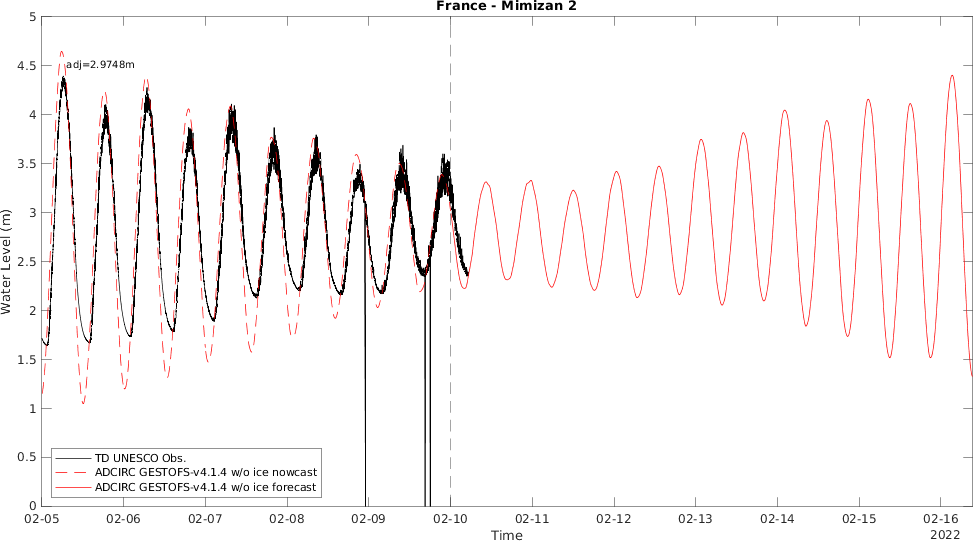 France - Mimizan 2
5
4.5
4
3.5
3
2.5
2
1.5
1
0.5
0
Water Level (m)
adj=2.9748m
TD UNESCO Obs.
ADCIRC GESTOFS-v4.1.4 w/o ice nowcast
ADCIRC GESTOFS-v4.1.4 w/o ice forecast
02-05 02-06 02-07 02-08 02-09 02-10 02-11 02-12 02-13 02-14 02-15 02-16
Time
2022